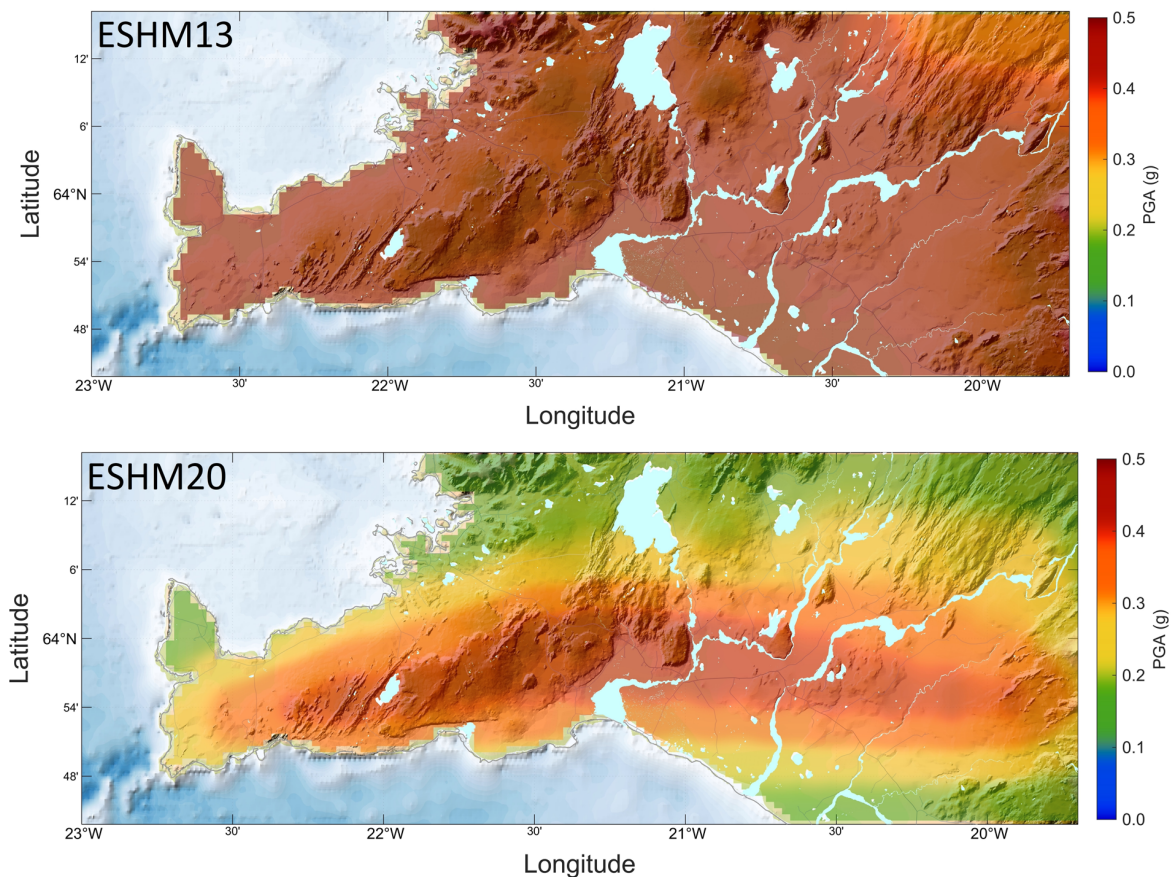 ESHM13
12'
6'
64°N
54'
48'
Latitude
23°W
30'
22°W
30'
21°W
30'
20°W
Longitude
0.5
0.4
0.3
0.2
0.1
0.0
PGA (g)
ESHM20
12'
6'
64°N
54'
48'
Latitude
23°W
30'
22°W
30'
21°W
30'
20°W
Longitude
0.5
0.4
0.3
0.2
0.1
0.0
PGA (g)